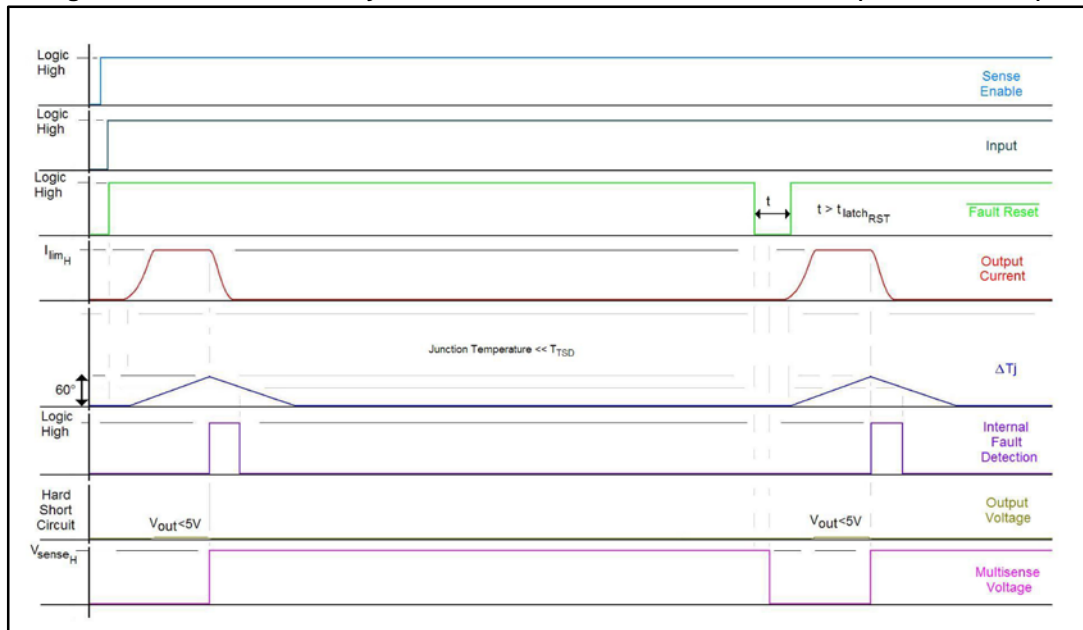 Logic
High
Sense
Enable
Logic
High
Input
Logic
High
t
t > tlatchRST
Fault Reset
IlimH
Output
Current
Junction Temperature << TTSD
60°
ΔTj
Logic
High
Internal
Fault
Detection
Hard
Short
Circuit
Vout<5V
Vout<5V
Output
Voltage
VsenseH
Multisense
Voltage